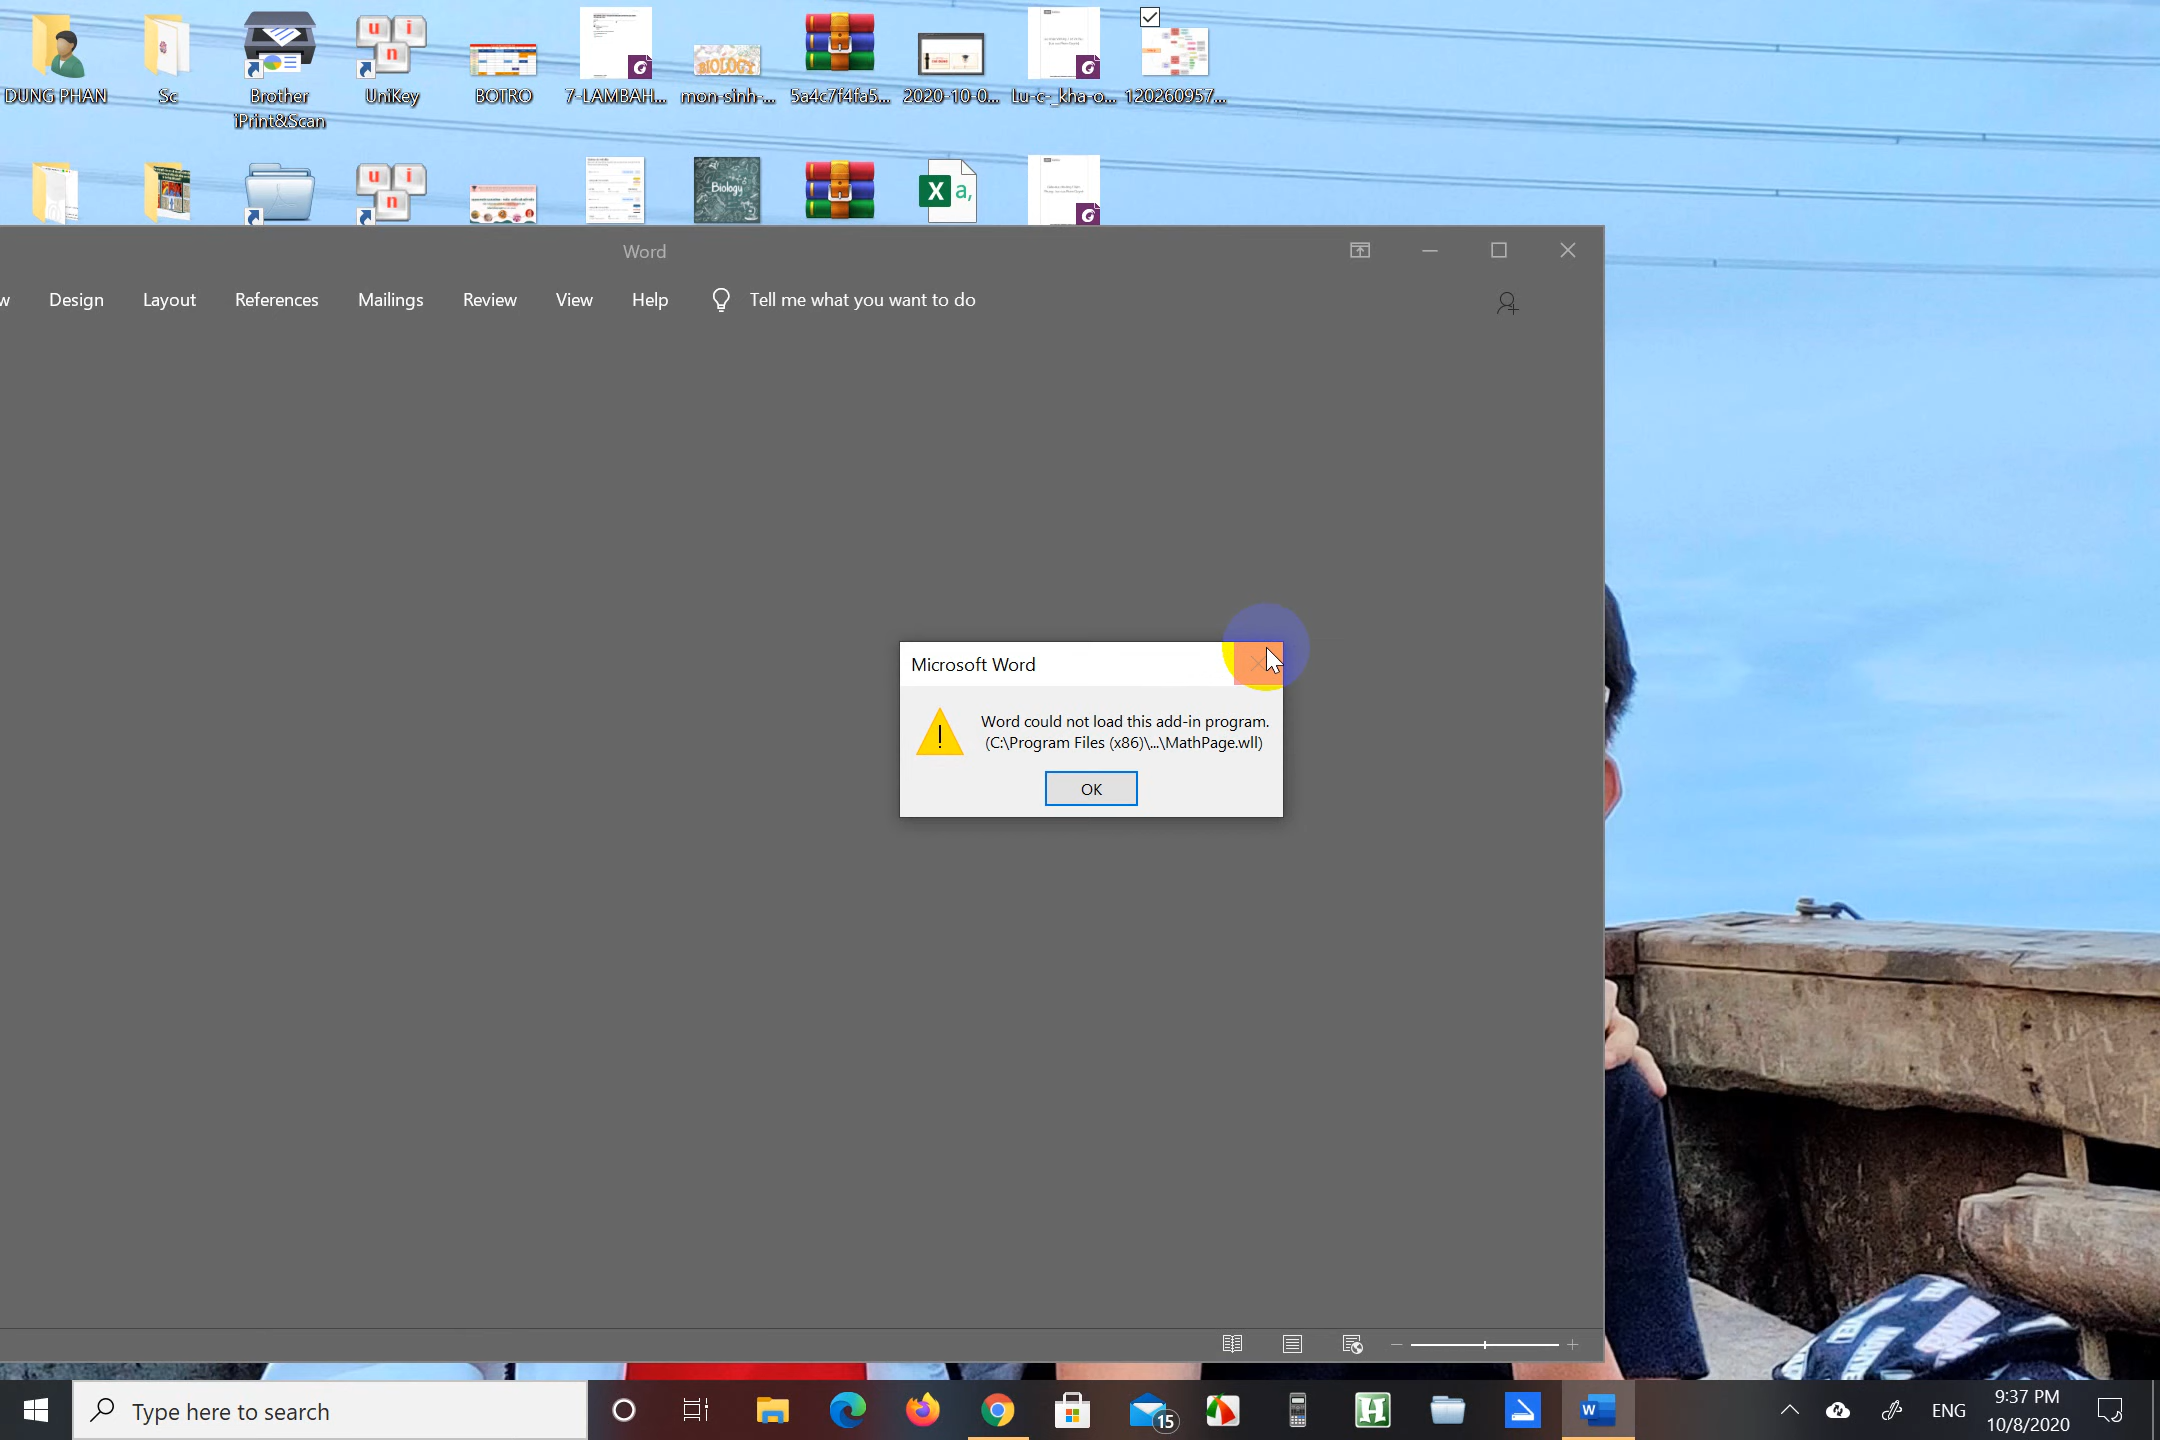 DUNG PHAN
Sc
Brother
iPrint&Scan
UniKey
BOTRO
7-LAMBAH...
mon-sinh-...
5a4c7f4fa5...
2020-10-0...
Lu-c-_kha-o...
120260957...
BIOLOGY
Biology
Word
w Design Layout References Mailings Review View Help Tell me what you want to do
Microsoft Word
Word could not load this add-in program.
(C:\Program Files (x86)\...\MathPage.wll)
OK
Type here to search
15
ENG
9:37 PM
10/8/2020